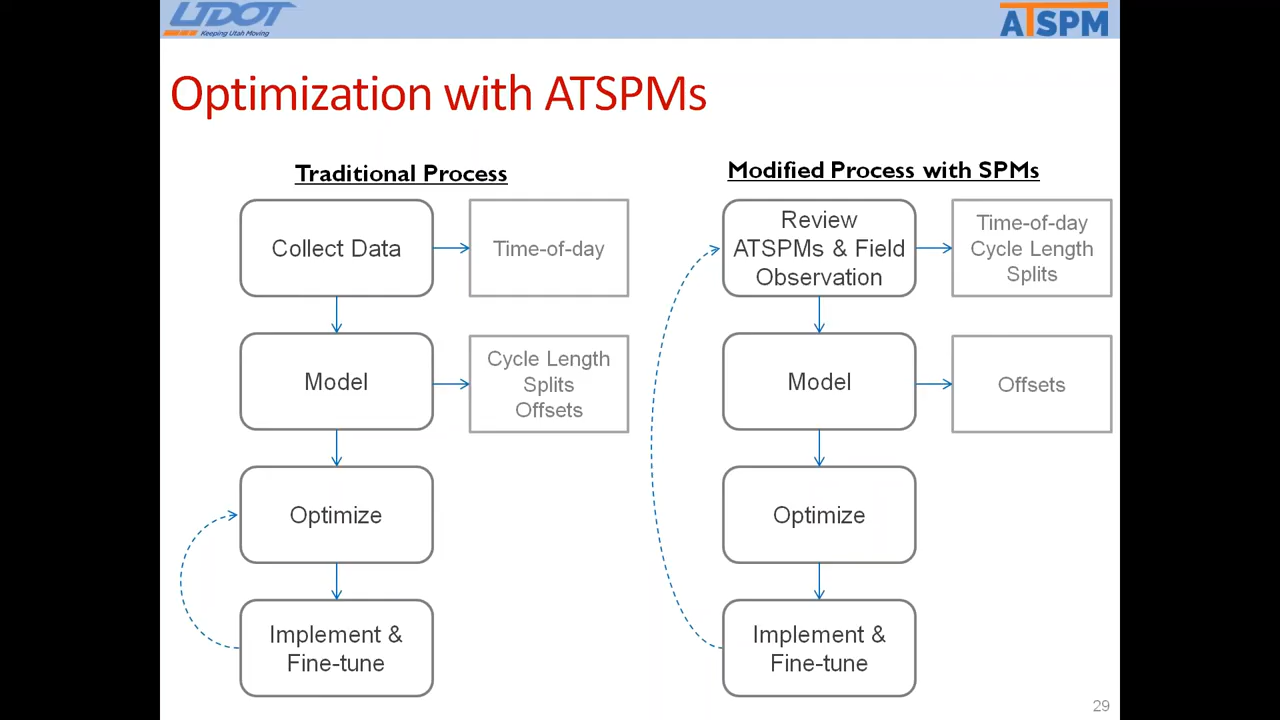 UDOT
Keeping Utah Moving
ATSPM
Optimization with ATSPMs
Traditional Process
Collect Data
Time-of-day
Model
Cycle Length
Splits
Offsets
Optimize
Implement &
Fine-tune
Modified Process with SPMs
Review
ATSPMs & Field
Observation
Time-of-day
Cycle Length
Splits
Model
Offsets
Optimize
Implement &
Fine-tune
29